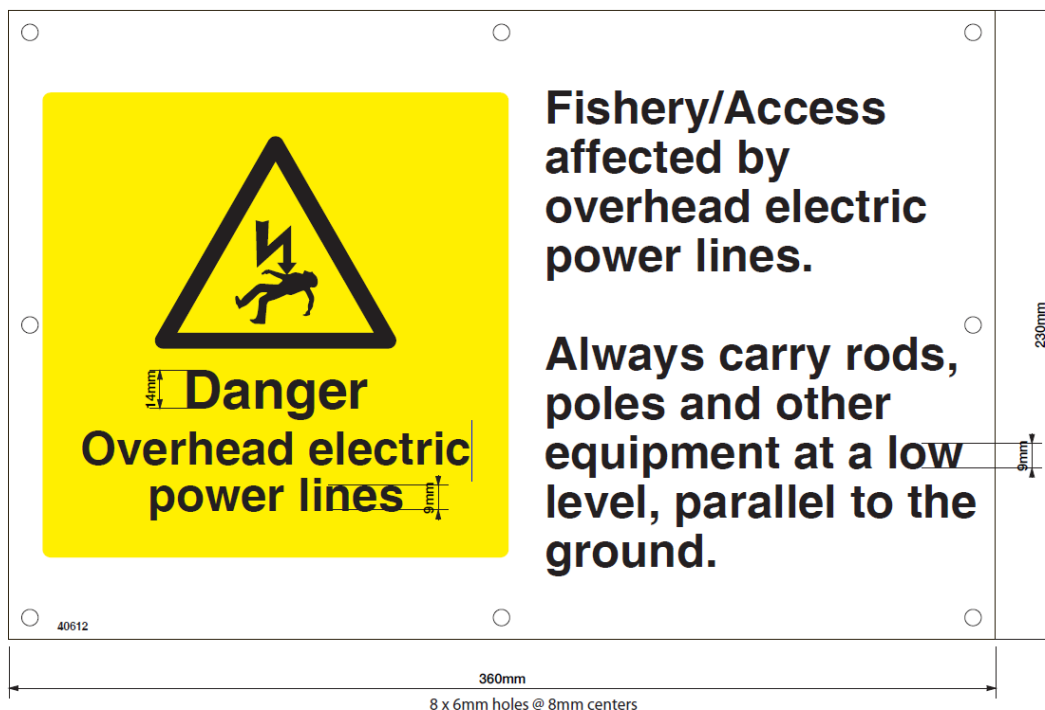 Fishery/Access
affected by
overhead electric
power lines.
Always carry rods,
poles and other
equipment at a low
level, parallel to the
ground.
14mm
Danger
Overhead electric
power lines
9mm
9mm
230mm
40612
360mm
8 x 6mm holes @ 8mm centers